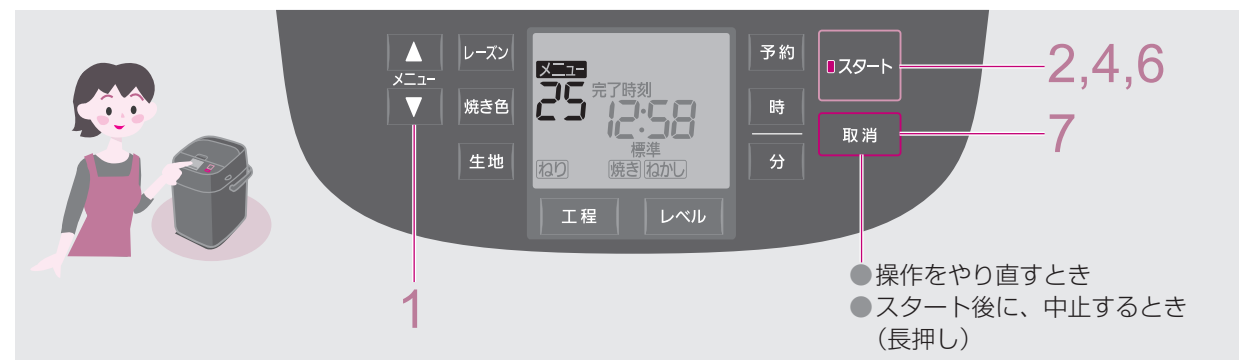 ▲
メニュー
▼
レーズン
焼き色
生地
メニュー
25
完了時刻
12:58
標準
ねり 焼き ねかし
工程 レベル
予約
時
分
スタート
取消
2,4,6
7
1
●操作をやり直すとき
●スタート後に、中止するとき
（長押し）